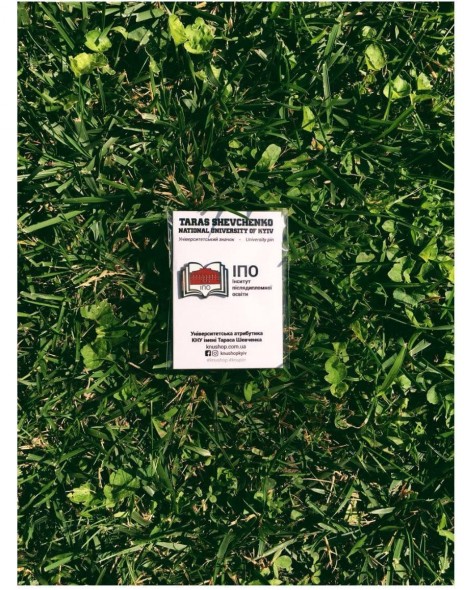 TARAS SHEVCHENKO
NATIONAL UNIVERSITY OF KYIV
Університетський значок • University pin
ІПО
ІПО
Інститут
післядипломної
освіти
Університетська атрибутика
КНУ імені Тараса Шевченка
knushop.com.ua
knushopkyiv